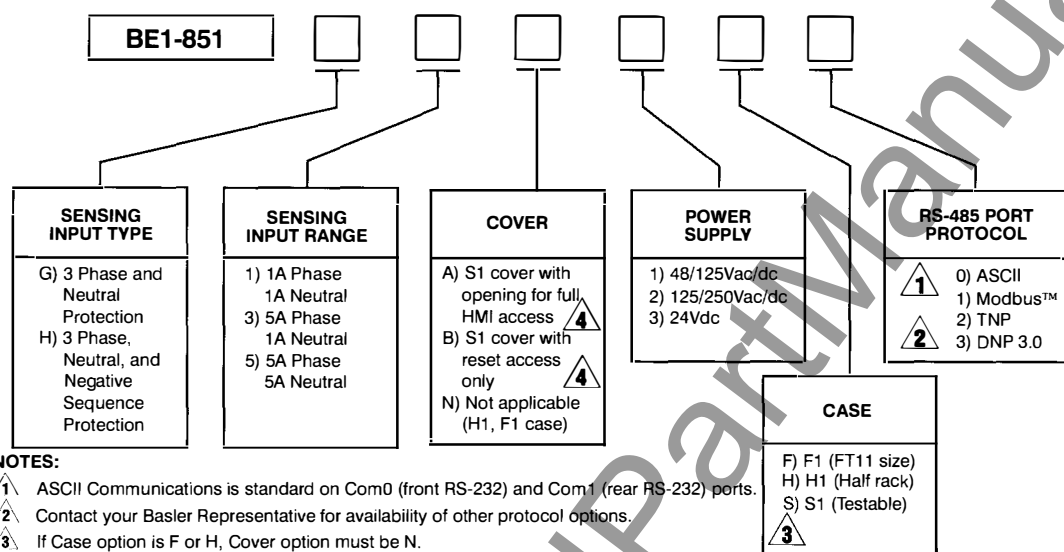 BE1-851
SENSING
INPUT TYPE
G) 3 Phase and
Neutral
Protection
H) 3 Phase,
Neutral, and
Negative
Sequence
Protection
SENSING
INPUT RANGE
1) 1A Phase
1A Neutral
3) 5A Phase
1A Neutral
5) 5A Phase
5A Neutral
COVER
A) S1 cover with
opening for full
HMI access 4
B) S1 cover with
reset access
only 4
N) Not applicable
(H1, F1 case)
POWER
SUPPLY
1) 48/125Vac/dc
2) 125/250Vac/dc
3) 24Vdc
CASE
F) F1 (FT11 size)
H) H1 (Half rack)
S) S1 (Testable)
3
RS-485 PORT
PROTOCOL
1 0) ASCII
1) Modbus™
2) TNP
2 3) DNP 3.0
NOTES:
1 ASCII Communications is standard on Com0 (front RS-232) and Com1 (rear RS-232) ports.
2 Contact your Basler Representative for availability of other protocol options.
3 If Case option is F or H, Cover option must be N.